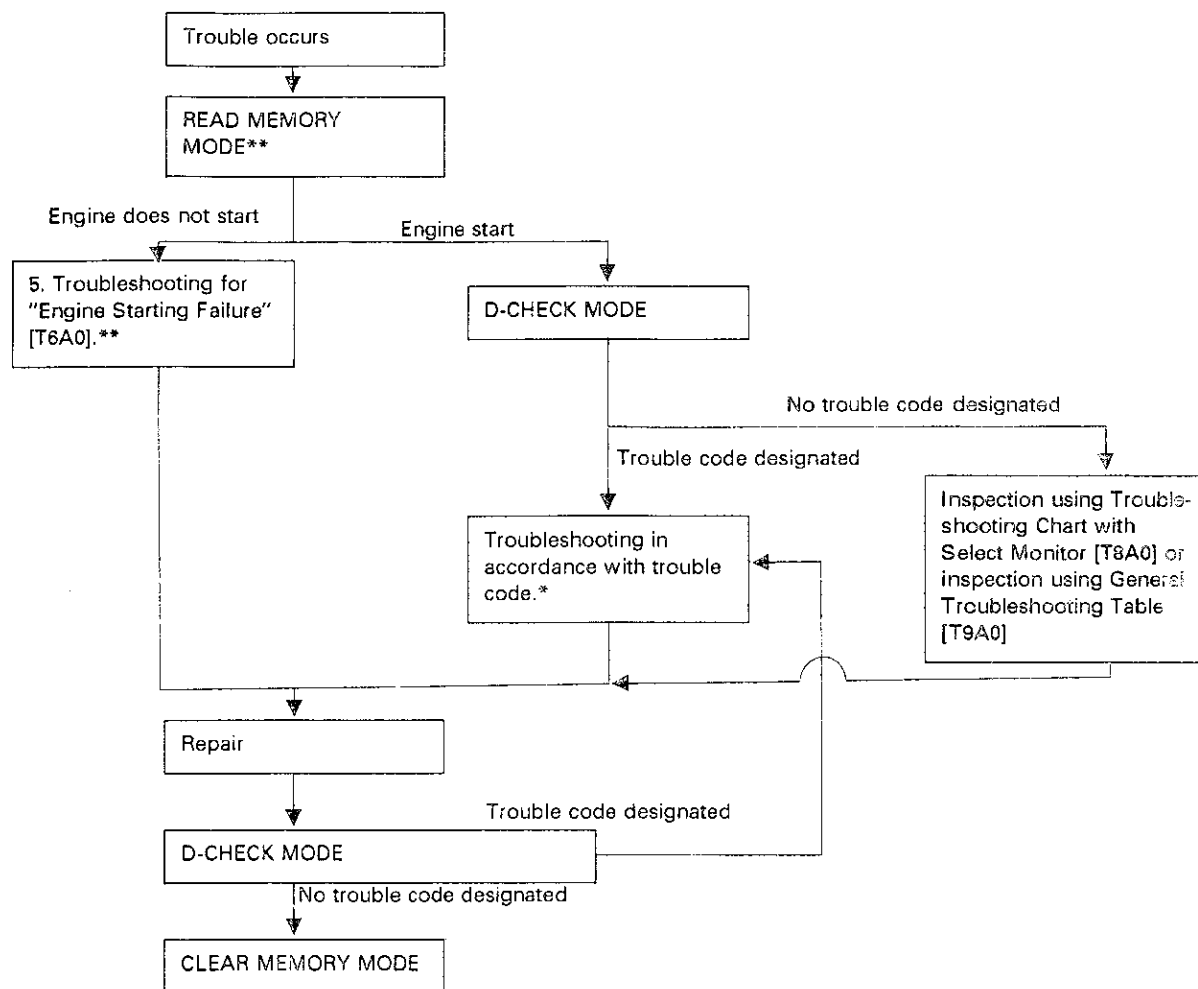 Trouble occurs
READ MEMORY
MODE**
Engine does not start
Engine start
5. Troubleshooting for
"Engine Starting Failure"
[T6A0].**
D-CHECK MODE
No trouble code designated
Trouble code designated
Inspection using Trouble-
shooting Chart with
Select Monitor [T8A0] or
inspection using General
Troubleshooting Table
[T9A0]
Troubleshooting in
accordance with trouble
code.*
Repair
Trouble code designated
D-CHECK MODE
No trouble code designated
CLEAR MEMORY MODE